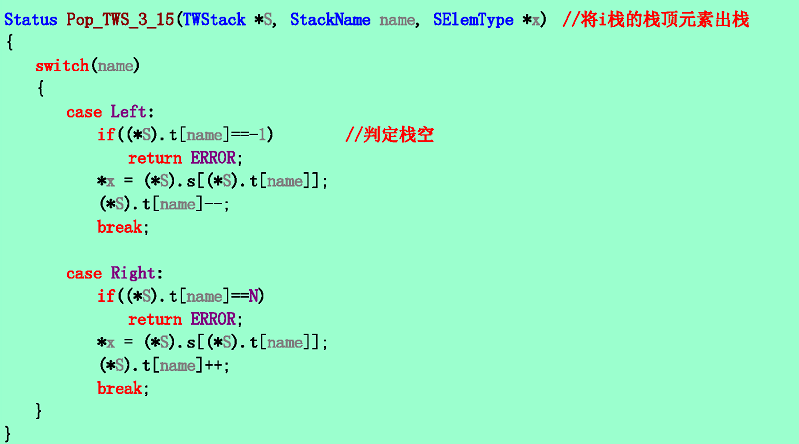 Status Pop_TWS_3_15(TWStack *S, StackName name, SElemType *x) //将i栈的栈顶元素出栈
{
switch(name)
{
case Left:
if((*S).t[name]==-1) //判定栈空
return ERROR;
*x = (*S).s[(*S).t[name]];
(*S).t[name]--;
break;
case Right:
if((*S).t[name]==N)
return ERROR;
*x = (*S).s[(*S).t[name]];
(*S).t[name]++;
break;
}
}